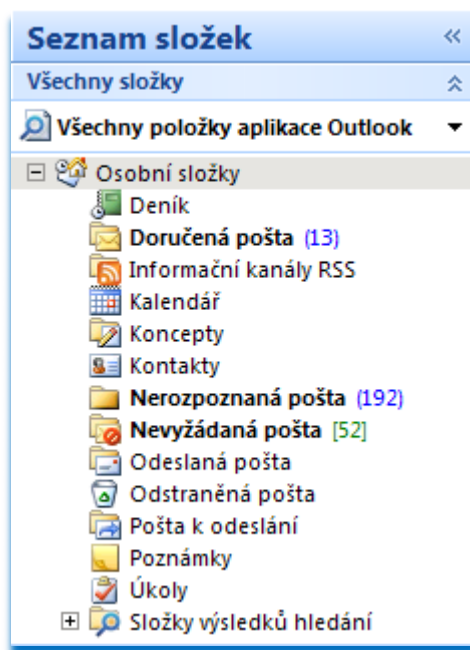 Seznam složek
Všechny složky
Všechny položky aplikace Outlook
Osobní složky
Deník
Doručená pošta (13)
Informační kanály RSS
Kalendář
Koncepty
Kontakty
Nerozpoznaná pošta (192)
Nevyžádaná pošta [52]
Odeslaná pošta
Odstraněná pošta
Pošta k odeslání
Poznámky
Úkoly
Složky výsledků hledání